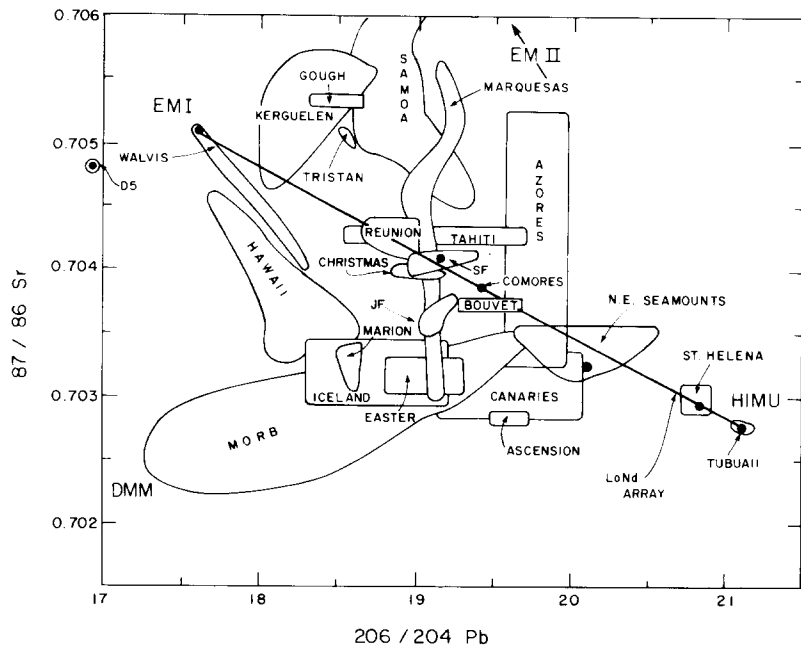 0.706
0.705
0.704
0.703
0.702
87 / 86 Sr
17
18
19
20
21
206 / 204 Pb
EM II
SAMOA
GOUGH
MARQUESAS
KERGUELEN
EMI
WALVIS
TRISTAN
D5
AZORES
HAWAII
REUNION
TAHITI
CHRISTMAS
SF
COMORES
JF
BOUVET
N.E. SEAMOUNTS
MARION
ST. HELENA
ICELAND
EASTER
CANARIES
HIMU
MORB
ASCENSION
TUBUAII
DMM
LoNd
ARRAY